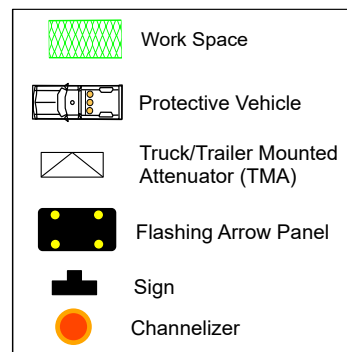 Work Space
Protective Vehicle
Truck/Trailer Mounted
Attenuator (TMA)
Flashing Arrow Panel
Sign
Channelizer